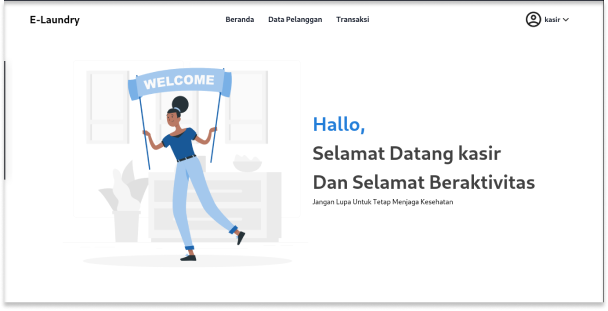 E-Laundry
Beranda Data Pelanggan Transaksi
kasir
WELCOME
Hallo,
Selamat Datang kasir
Dan Selamat Beraktivitas
Jangan Lupa Untuk Tetap Menjaga Kesehatan